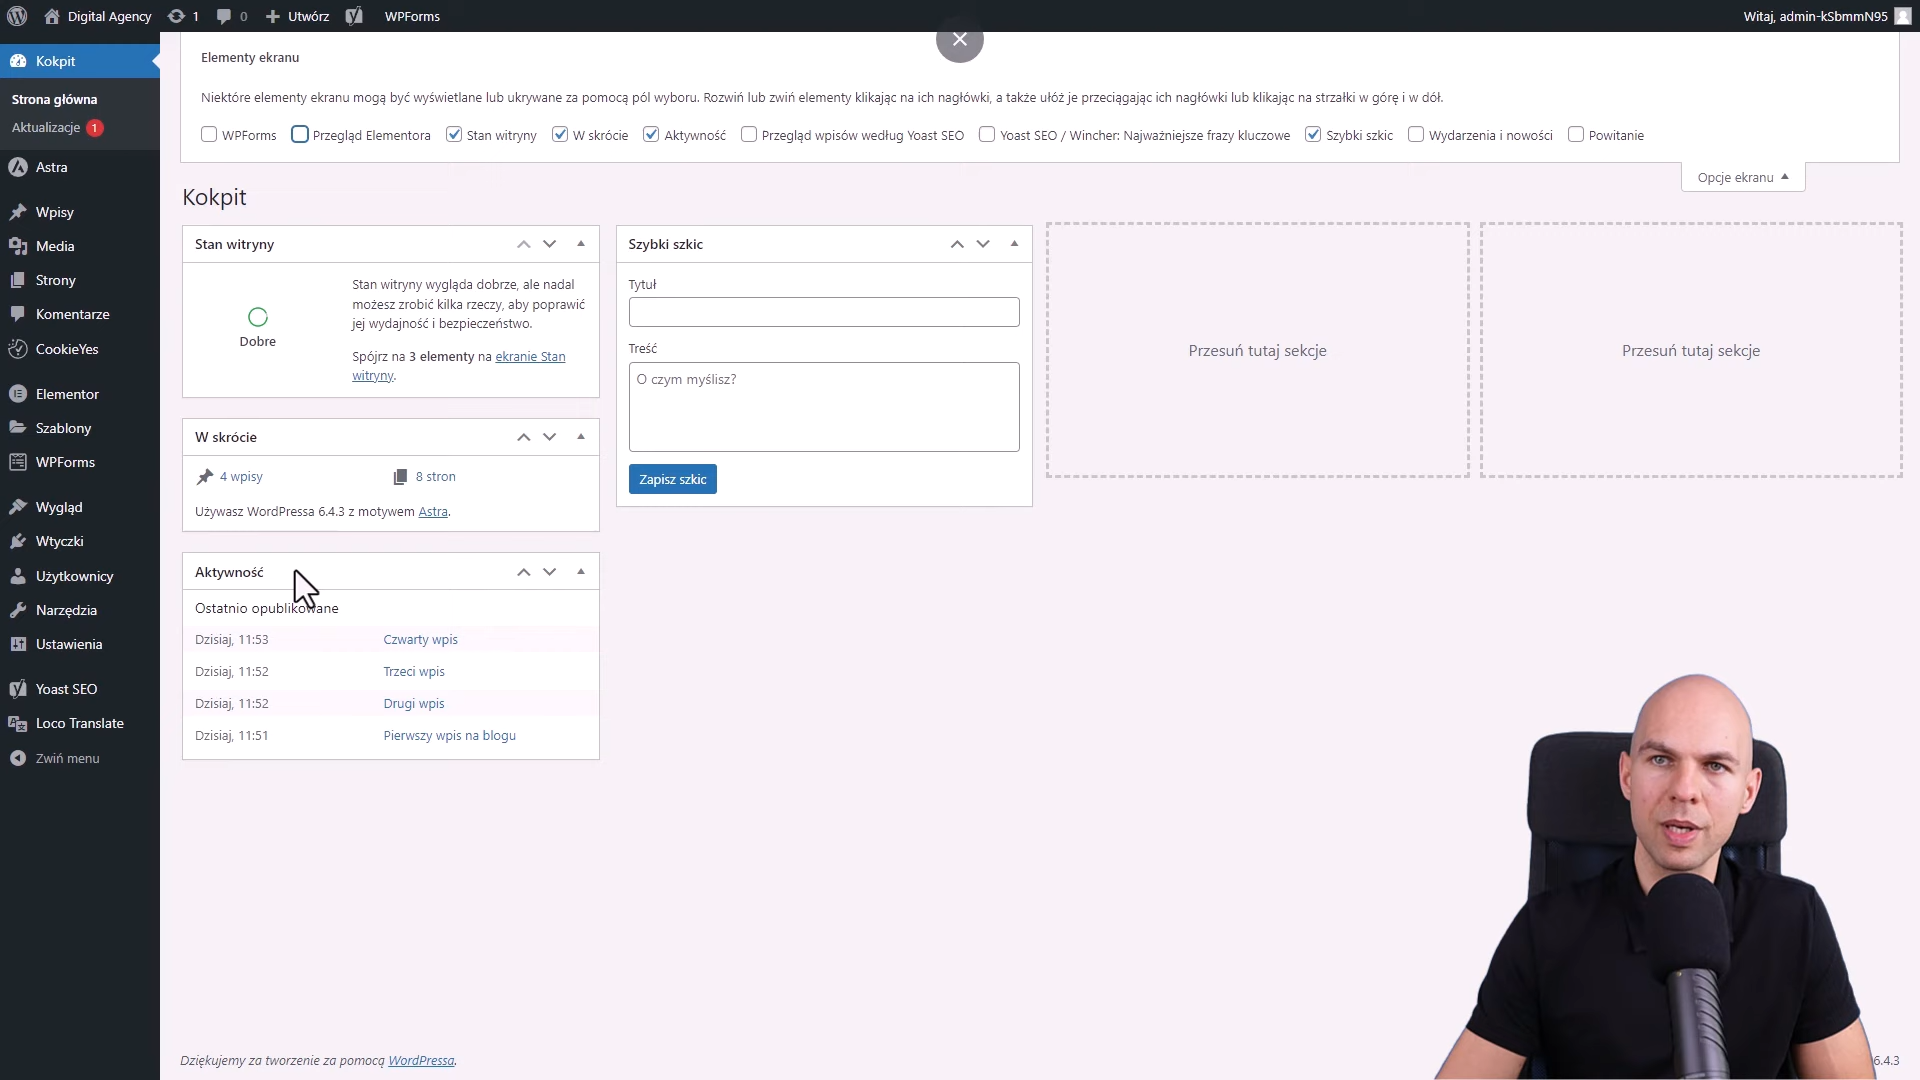 Digital Agency 1 0 Utwórz WPForms Witaj, admin-kSbmmN95
Kokpit
Strona główna
Aktualizacje 1
Astra
Wpisy
Media
Strony
Komentarze
CookieYes
Elementor
Szablony
WPForms
Wygląd
Wtyczki
Użytkownicy
Narzędzia
Ustawienia
Yoast SEO
Loco Translate
Zwiń menu
Elementy ekranu
Niektóre elementy ekranu mogą być wyświetlane lub ukrywane za pomocą pól wyboru. Rozwiń lub zwiń elementy klikając na ich nagłówki, a także ułóż je przeciągając ich nagłówki lub klikając na strzałki w górę i w dół.
WPForms Przegląd Elementora Stan witryny W skrócie Aktywność Przegląd wpisów według Yoast SEO Yoast SEO / Wincher: Najważniejsze frazy kluczowe Szybki szkic Wydarzenia i nowości Powitanie
Opcje ekranu
Kokpit
Stan witryny
Dobre
Stan witryny wygląda dobrze, ale nadal
możesz zrobić kilka rzeczy, aby poprawić
jej wydajność i bezpieczeństwo.
Spójrz na 3 elementy na ekranie Stan
witryny.
W skrócie
4 wpisy 8 stron
Używasz WordPressa 6.4.3 z motywem Astra.
Aktywność
Ostatnio opublikowane
Dzisiaj, 11:53 Czwarty wpis
Dzisiaj, 11:52 Trzeci wpis
Dzisiaj, 11:52 Drugi wpis
Dzisiaj, 11:51 Pierwszy wpis na blogu
Szybki szkic
Tytuł
Treść
O czym myślisz?
Zapisz szkic
Przesuń tutaj sekcje
Przesuń tutaj sekcje
Dziękujemy za tworzenie za pomocą WordPressa.
6.4.3